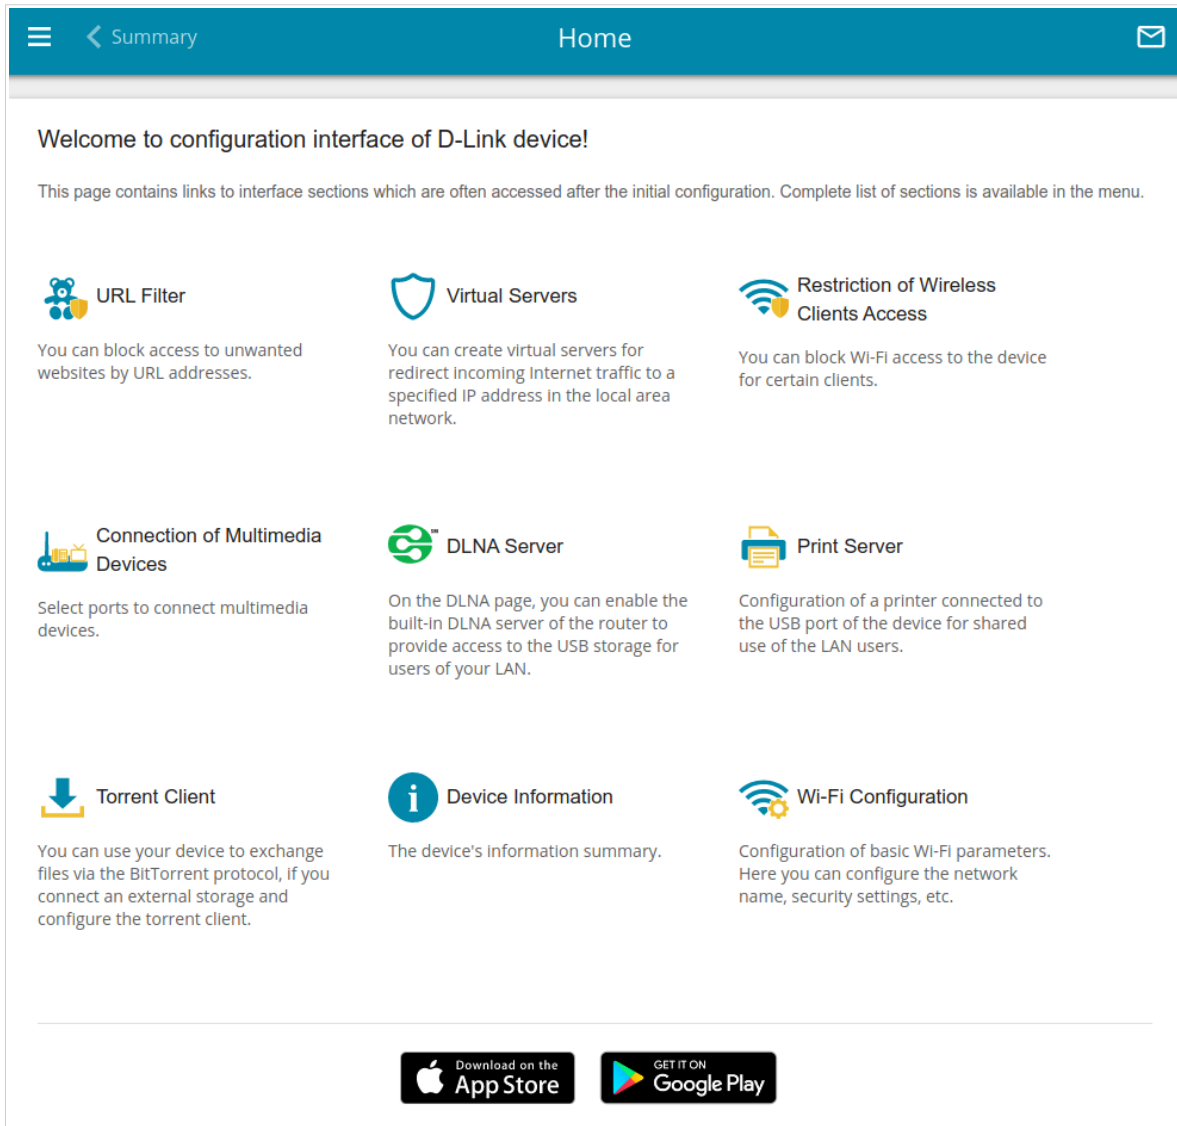 Summary
Home
Welcome to configuration interface of D-Link device!
This page contains links to interface sections which are often accessed after the initial configuration. Complete list of sections is available in the menu.
URL Filter
You can block access to unwanted
websites by URL addresses.
Virtual Servers
You can create virtual servers for
redirect incoming Internet traffic to a
specified IP address in the local area
network.
Restriction of Wireless
Clients Access
You can block Wi-Fi access to the device
for certain clients.
Connection of Multimedia
Devices
Select ports to connect multimedia
devices.
DLNA Server
On the DLNA page, you can enable the
built-in DLNA server of the router to
provide access to the USB storage for
users of your LAN.
Print Server
Configuration of a printer connected to
the USB port of the device for shared
use of the LAN users.
Torrent Client
You can use your device to exchange
files via the BitTorrent protocol, if you
connect an external storage and
configure the torrent client.
Device Information
The device's information summary.
Wi-Fi Configuration
Configuration of basic Wi-Fi parameters.
Here you can configure the network
name, security settings, etc.
Download on the
App Store
GET IT ON
Google Play